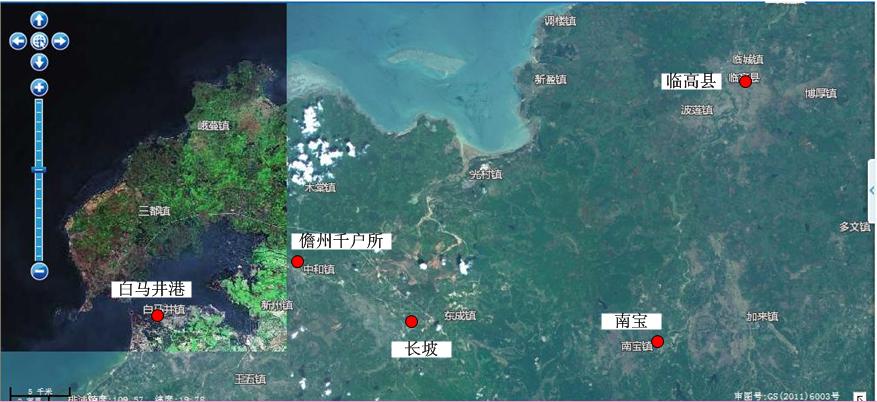 调楼镇
临城镇
新盈镇
临高县
临高县
博厚镇
波莲镇
峨蔓镇
光村镇
木棠镇
三都镇
多文镇
儋州千户所
中和镇
白马井港
白马井镇
新州镇
东成镇
南宝
加来镇
长坡
南宝镇
王五镇
5 千米
审图号:GS(2011)6003号